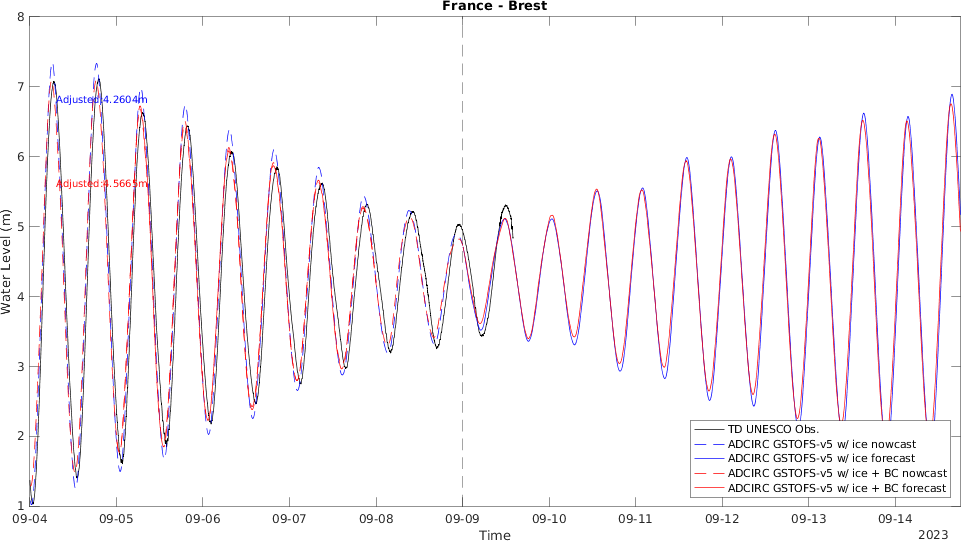 France - Brest
8
7
6
5
4
3
2
1
Water Level (m)
Adjusted:4.2604m
Adjusted:4.5665m
TD UNESCO Obs.
ADCIRC GSTOFS-v5 w/ ice nowcast
ADCIRC GSTOFS-v5 w/ ice forecast
ADCIRC GSTOFS-v5 w/ ice + BC nowcast
ADCIRC GSTOFS-v5 w/ ice + BC forecast
09-04 09-05 09-06 09-07 09-08 09-09 09-10 09-11 09-12 09-13 09-14
Time
2023